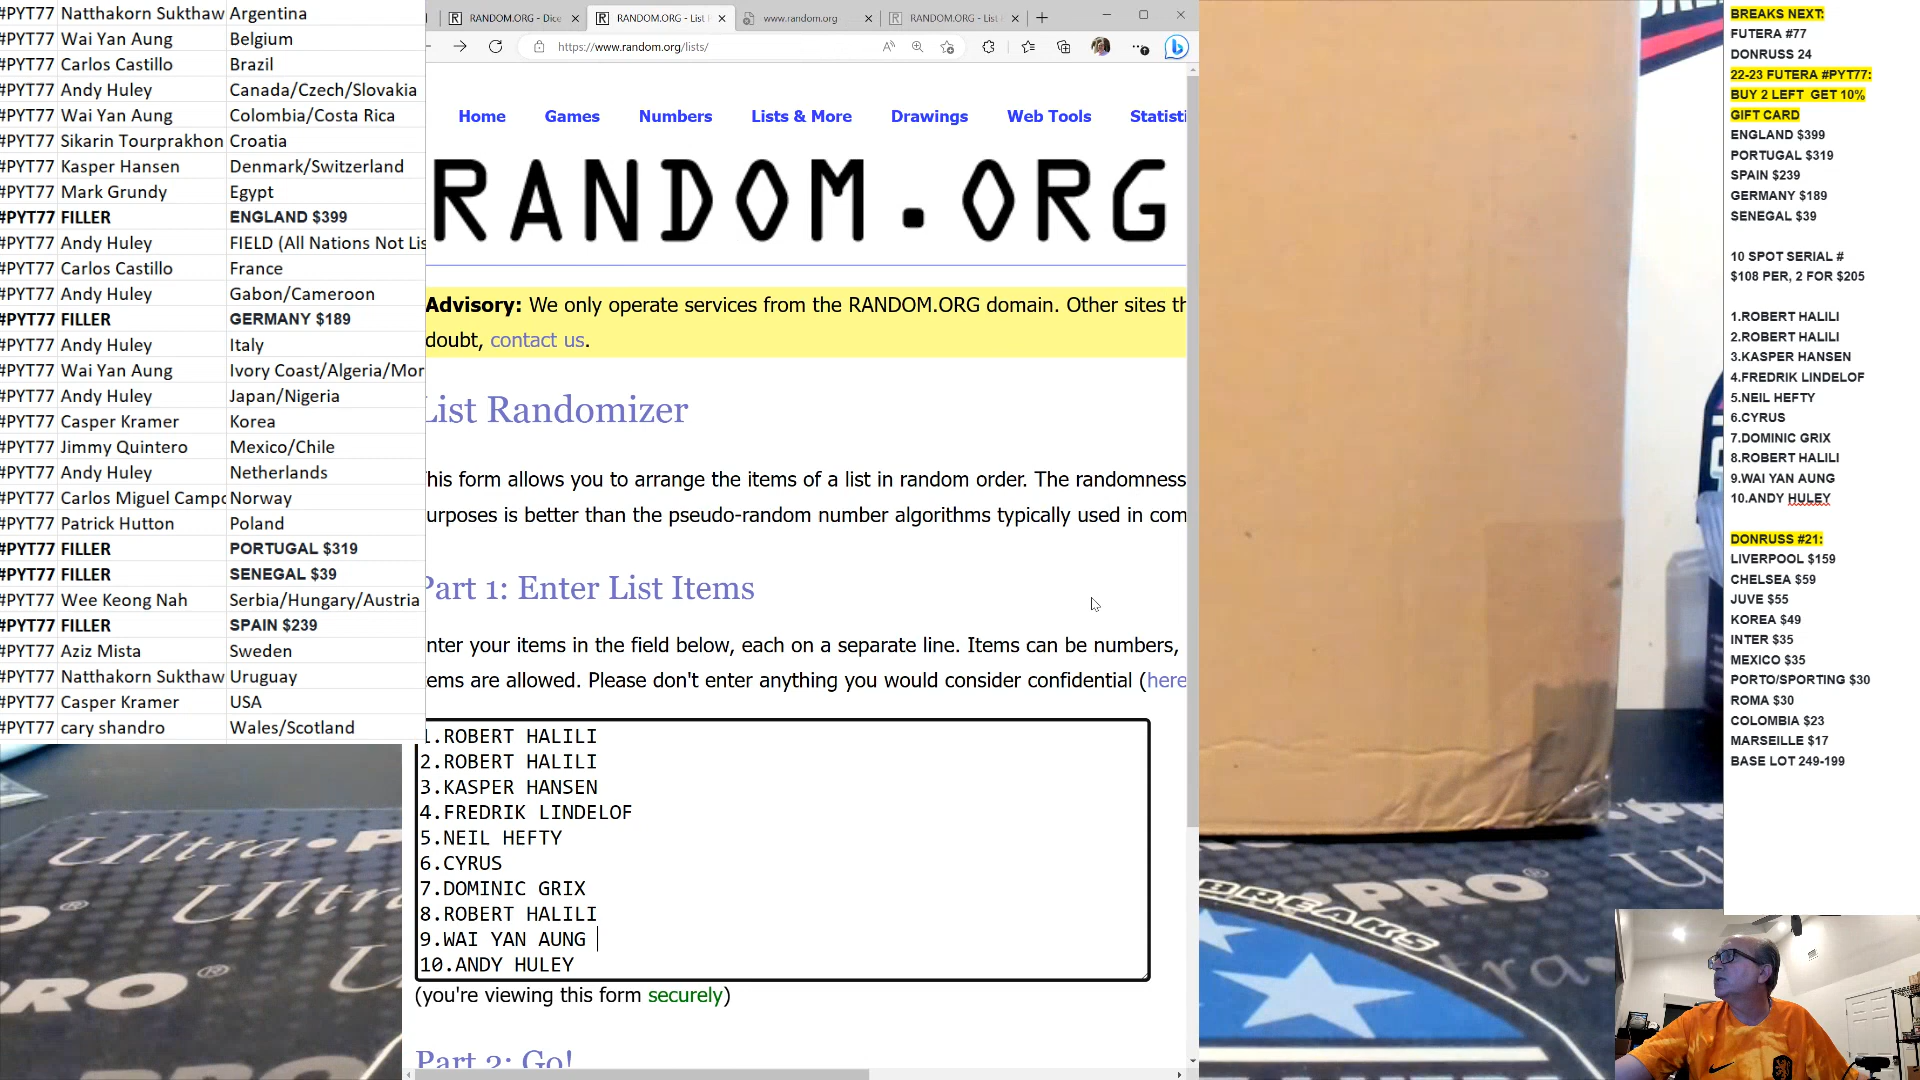 #PYT77 Natthakorn Sukthaw Argentina
#PYT77 Wai Yan Aung Belgium
#PYT77 Carlos Castillo Brazil
#PYT77 Andy Huley Canada/Czech/Slovakia
#PYT77 Wai Yan Aung Colombia/Costa Rica
#PYT77 Sikarin Tourprakhon Croatia
#PYT77 Kasper Hansen Denmark/Switzerland
#PYT77 Mark Grundy Egypt
#PYT77 FILLER ENGLAND $399
#PYT77 Andy Huley FIELD (All Nations Not Lis
#PYT77 Carlos Castillo France
#PYT77 Andy Huley Gabon/Cameroon
#PYT77 FILLER GERMANY $189
#PYT77 Andy Huley Italy
#PYT77 Wai Yan Aung Ivory Coast/Algeria/Mor
#PYT77 Andy Huley Japan/Nigeria
#PYT77 Casper Kramer Korea
#PYT77 Jimmy Quintero Mexico/Chile
#PYT77 Andy Huley Netherlands
#PYT77 Carlos Miguel Campo Norway
#PYT77 Patrick Hutton Poland
#PYT77 FILLER PORTUGAL $319
#PYT77 FILLER SENEGAL $39
#PYT77 Wee Keong Nah Serbia/Hungary/Austria
#PYT77 FILLER SPAIN $239
#PYT77 Aziz Mista Sweden
#PYT77 Natthakorn Sukthaw Uruguay
#PYT77 Casper Kramer USA
#PYT77 cary shandro Wales/Scotland
RANDOM.ORG - Dice
RANDOM.ORG - List
www.random.org
RANDOM.ORG - List
https://www.random.org/lists/
Home Games Numbers Lists & More Drawings Web Tools Statisti
RANDOM.ORG
Advisory: We only operate services from the RANDOM.ORG domain. Other sites th
doubt, contact us.
List Randomizer
This form allows you to arrange the items of a list in random order. The randomness
urposes is better than the pseudo-random number algorithms typically used in com
Part 1: Enter List Items
nter your items in the field below, each on a separate line. Items can be numbers,
ems are allowed. Please don't enter anything you would consider confidential (here
1.ROBERT HALILI
2.ROBERT HALILI
3.KASPER HANSEN
4.FREDRIK LINDELOF
5.NEIL HEFTY
6.CYRUS
7.DOMINIC GRIX
8.ROBERT HALILI
9.WAI YAN AUNG
10.ANDY HULEY
(you're viewing this form securely)
Part 2: Go!
BREAKS NEXT:
FUTERA #77
DONRUSS 24
22-23 FUTERA #PYT77:
BUY 2 LEFT GET 10%
GIFT CARD
ENGLAND $399
PORTUGAL $319
SPAIN $239
GERMANY $189
SENEGAL $39
10 SPOT SERIAL #
$108 PER, 2 FOR $205
1.ROBERT HALILI
2.ROBERT HALILI
3.KASPER HANSEN
4.FREDRIK LINDELOF
5.NEIL HEFTY
6.CYRUS
7.DOMINIC GRIX
8.ROBERT HALILI
9.WAI YAN AUNG
10.ANDY HULEY
DONRUSS #21:
LIVERPOOL $159
CHELSEA $59
JUVE $55
KOREA $49
INTER $35
MEXICO $35
PORTO/SPORTING $30
ROMA $30
COLOMBIA $23
MARSEILLE $17
BASE LOT 249-199
Ultra•P
Ultra
Ultra
PRO®
PRO®
BREAKS